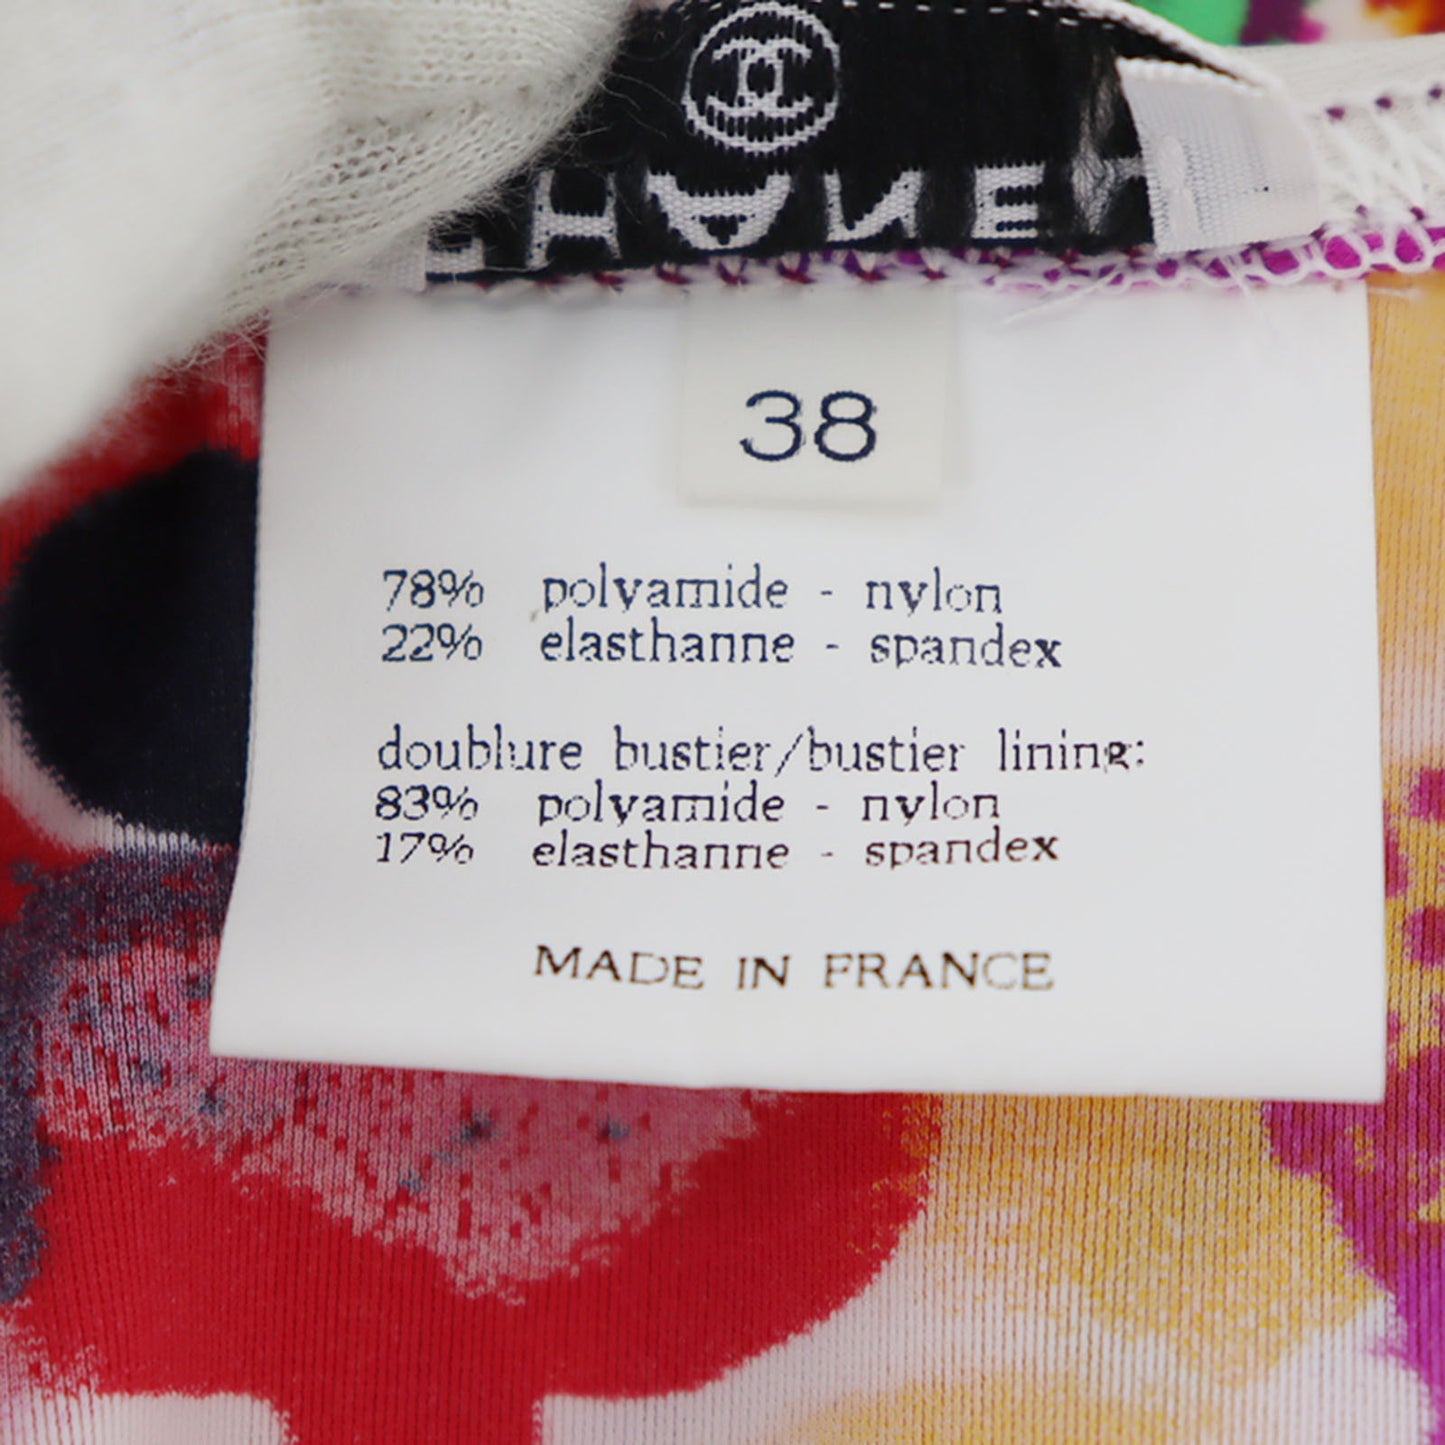 CHANEL
38
78% polyamide - nylon
22% elasthanne - spandex
doublure bustier/bustier lining:
83% polyamide - nylon
17% elasthanne - spandex
MADE IN FRANCE